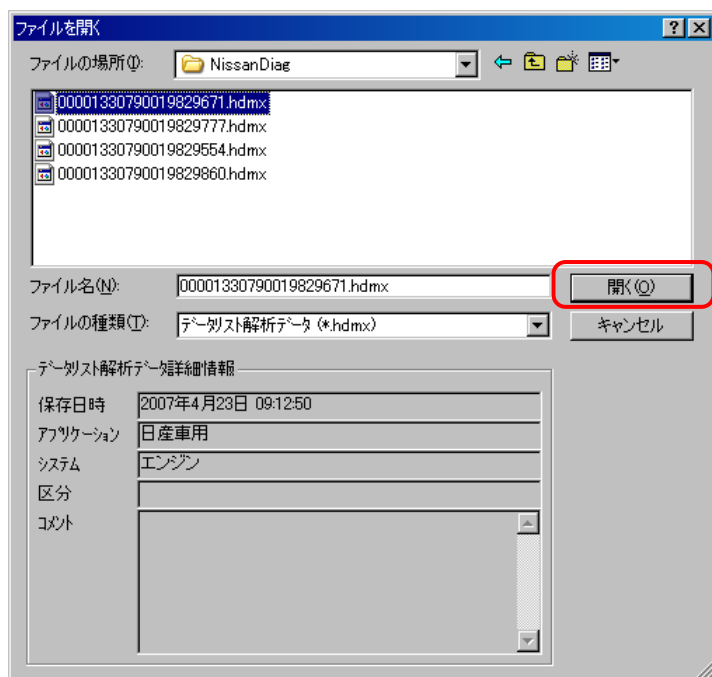 ファイルを開く
ファイルの場所(I):
NissanDiag
00001330790019829671.hdmx
00001330790019829777.hdmx
00001330790019829554.hdmx
00001330790019829860.hdmx
ファイル名(N): 00001330790019829671.hdmx 開く(O)
ファイルの種類(T): データリスト解析データ (*.hdmx) キャンセル
データリスト解析データ詳細情報
保存日時 2007年4月23日 09:12:50
アプリケーション 日産車用
システム エンジン
区分
コメント